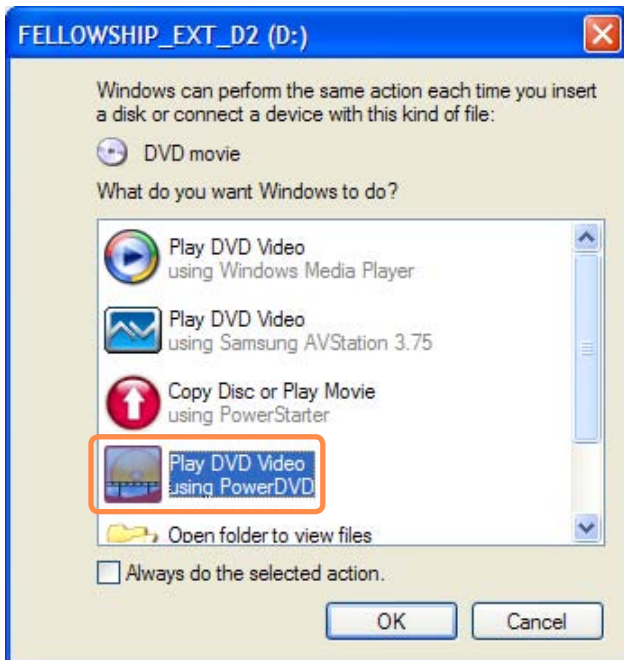 FELLOWSHIP_EXT_D2 (D:)
Windows can perform the same action each time you insert
a disk or connect a device with this kind of file:
DVD movie
What do you want Windows to do?
Play DVD Video
using Windows Media Player
Play DVD Video
using Samsung AVStation 3.75
Copy Disc or Play Movie
using PowerStarter
Play DVD Video
using PowerDVD
Open folder to view files
Always do the selected action.
OK
Cancel